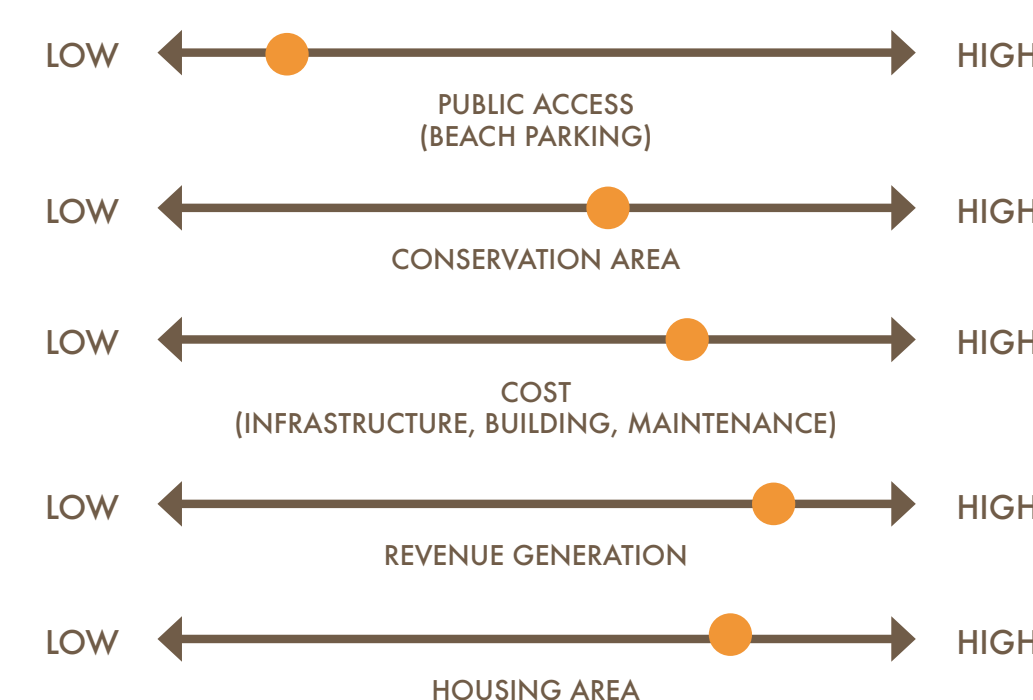 LOW HIGH
PUBLIC ACCESS
(BEACH PARKING)
LOW HIGH
CONSERVATION AREA
LOW HIGH
COST
(INFRASTRUCTURE, BUILDING, MAINTENANCE)
LOW HIGH
REVENUE GENERATION
LOW HIGH
HOUSING AREA